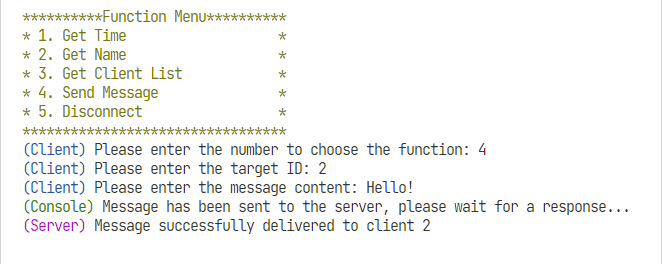 **********Function Menu**********
* 1. Get Time                   *
* 2. Get Name                   *
* 3. Get Client List            *
* 4. Send Message               *
* 5. Disconnect                 *
*********************************
(Client) Please enter the number to choose the function: 4
(Client) Please enter the target ID: 2
(Client) Please enter the message content: Hello!
(Console) Message has been sent to the server, please wait for a response...
(Server) Message successfully delivered to client 2